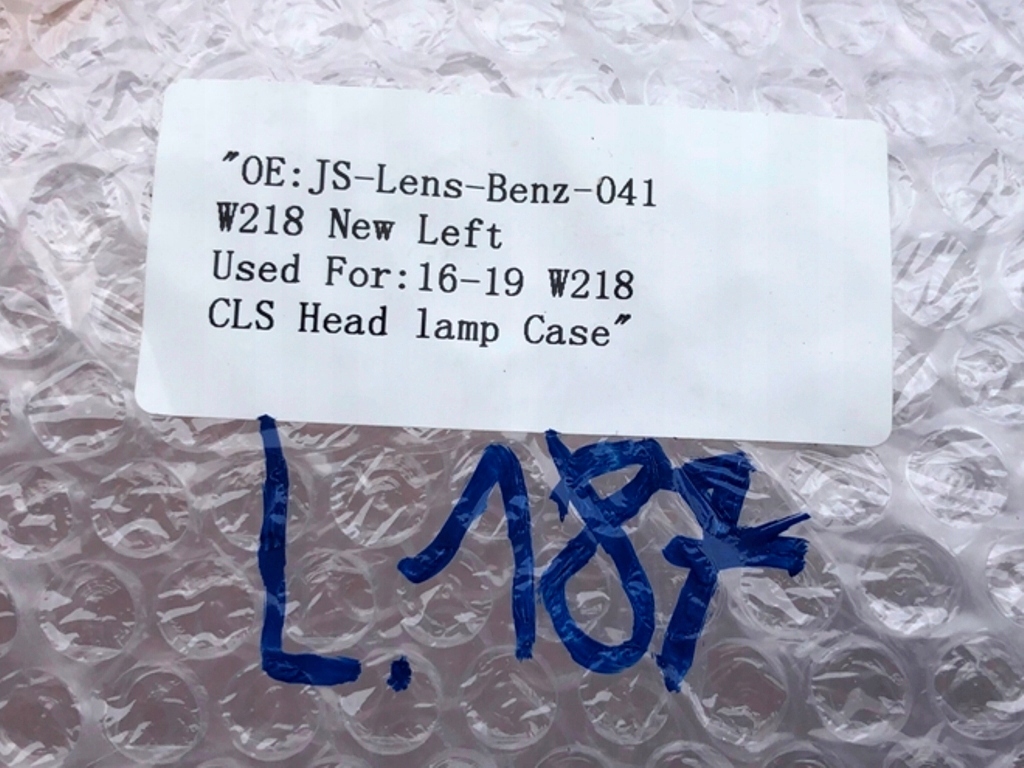 "OE:JS-Lens-Benz-041
W218 New Left
Used For:16-19 W218
CLS Head lamp Case"
L.187